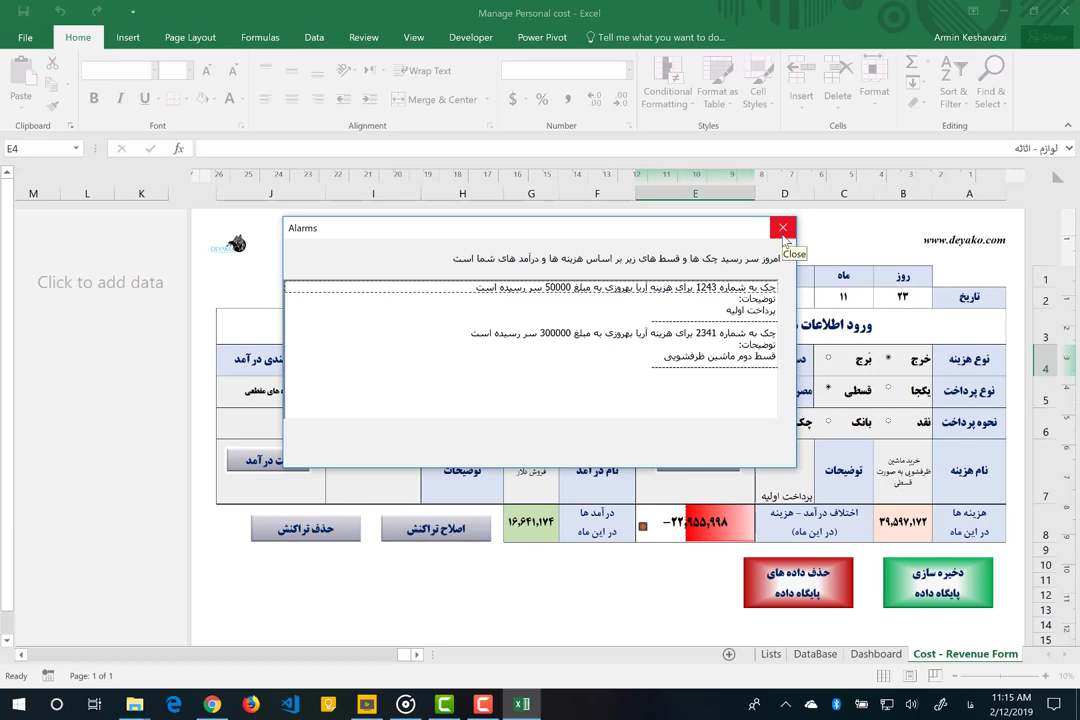 Manage Personal cost - Excel
File Home Insert Page Layout Formulas Data Review View Developer Power Pivot Tell me what you want to do... Armin Keshavarzi Share
Paste
Wrap Text
Merge & Center
Conditional Formatting
Format as Table
Cell Styles
Insert Delete Format
Sort & Filter
Find & Select
Clipboard Font Alignment Number Styles Cells Editing
E4
لوازم - اثاثه
M L K J I H G F E D C B A
Click to add data
DEYAKO
www.deyako.com
Alarms
Close
امروز سر رسید چک ها و قسط های زیر بر اساس هزینه ها و درآمد های شما است
چک به شماره 1243 برای هزینه آریا بهروزی به مبلغ 50000 سر رسیده است
توضیحات:
پرداخت اولیه
--------------------------------
چک به شماره 2341 برای هزینه آریا بهروزی به مبلغ 300000 سر رسیده است
توضیحات:
قسط دوم ماشین ظرفشویی
--------------------------------
روز ماه
تاریخ ۲۳ ۱۱
ورود اطلاعات
نوع هزینه خرج بَرج
نوع پرداخت یکجا قسطی
نحوه پرداخت نقد بانک چک
نام هزینه
خرید ماشین ظرفشویی به صورت قسطی
توضیحات
پرداخت اولیه
نام درآمد
فروش دلار
توضیحات
هزینه ها در این ماه
۳۹,۵۹۷,۱۷۲
اختلاف درآمد - هزینه (در این ماه)
-۲۲,۹۵۵,۹۹۸
درآمد ها در این ماه
۱۶,۶۴۱,۱۷۴
اصلاح تراکنش
حذف تراکنش
ذخیره سازی پایگاه داده
حذف داده های پایگاه داده
Lists DataBase Dashboard Cost - Revenue Form
Ready Page: 1 of 1
10%
11:15 AM
2/12/2019